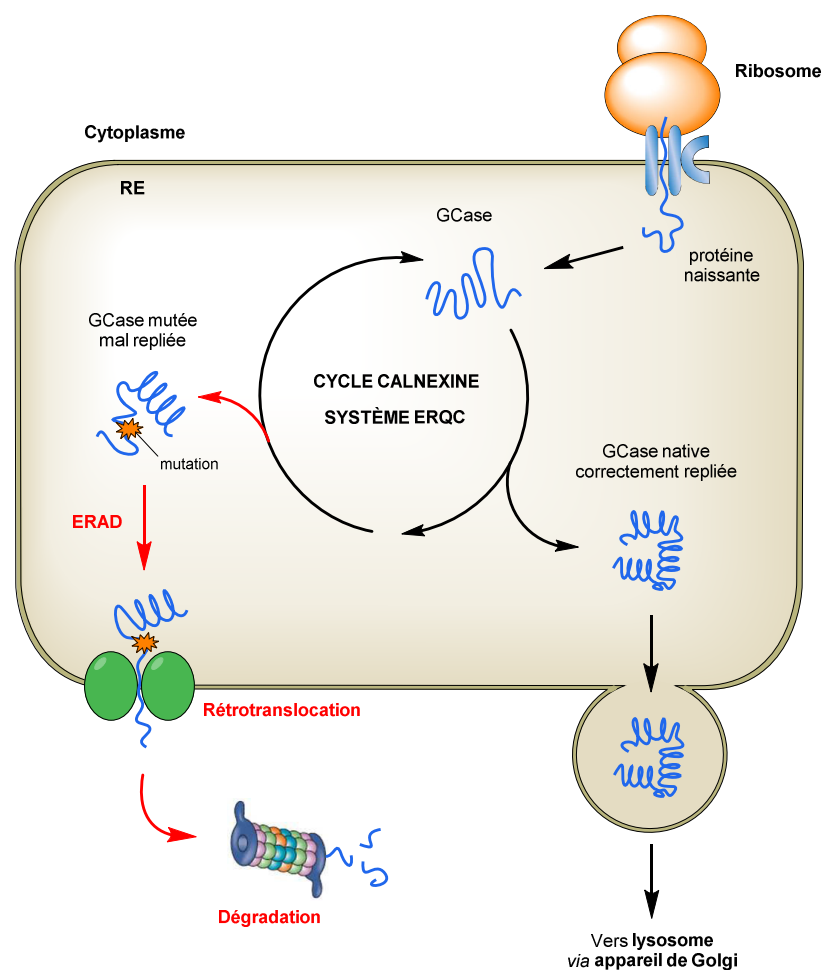 Ribosome
Cytoplasme
RE
GCase
protéine
naissante
GCase mutée
mal repliée
CYCLE CALNEXINE
SYSTÈME ERQC
mutation
GCase native
correctement repliée
ERAD
Rétrotranslocation
Dégradation
Vers lysosome
via appareil de Golgi